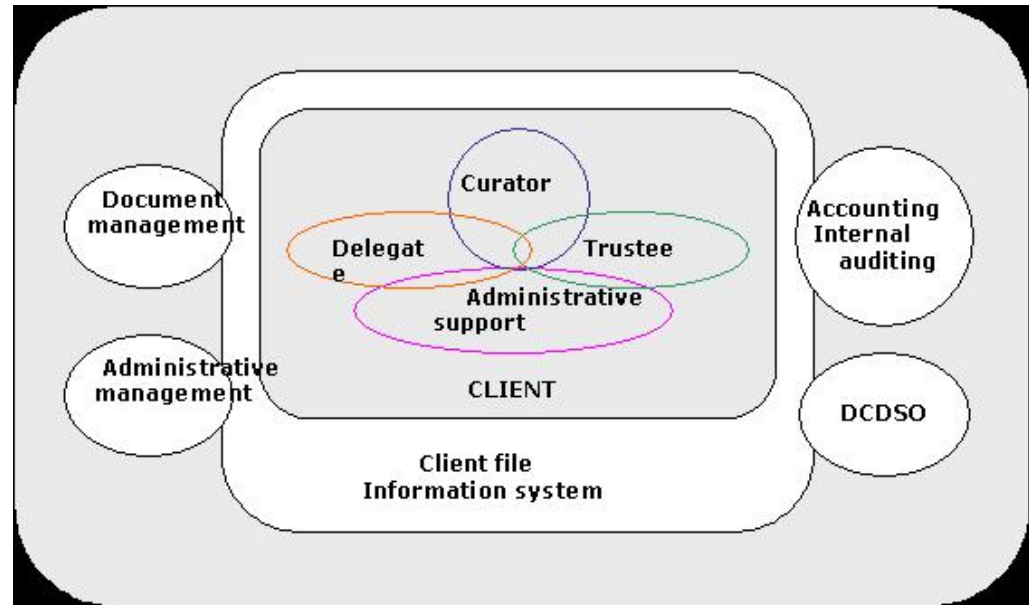 Curator
Delegat
e
Trustee
Administrative
support
CLIENT
Client file
Information system
Document
management
Administrative
management
Accounting
Internal
auditing
DCDSO